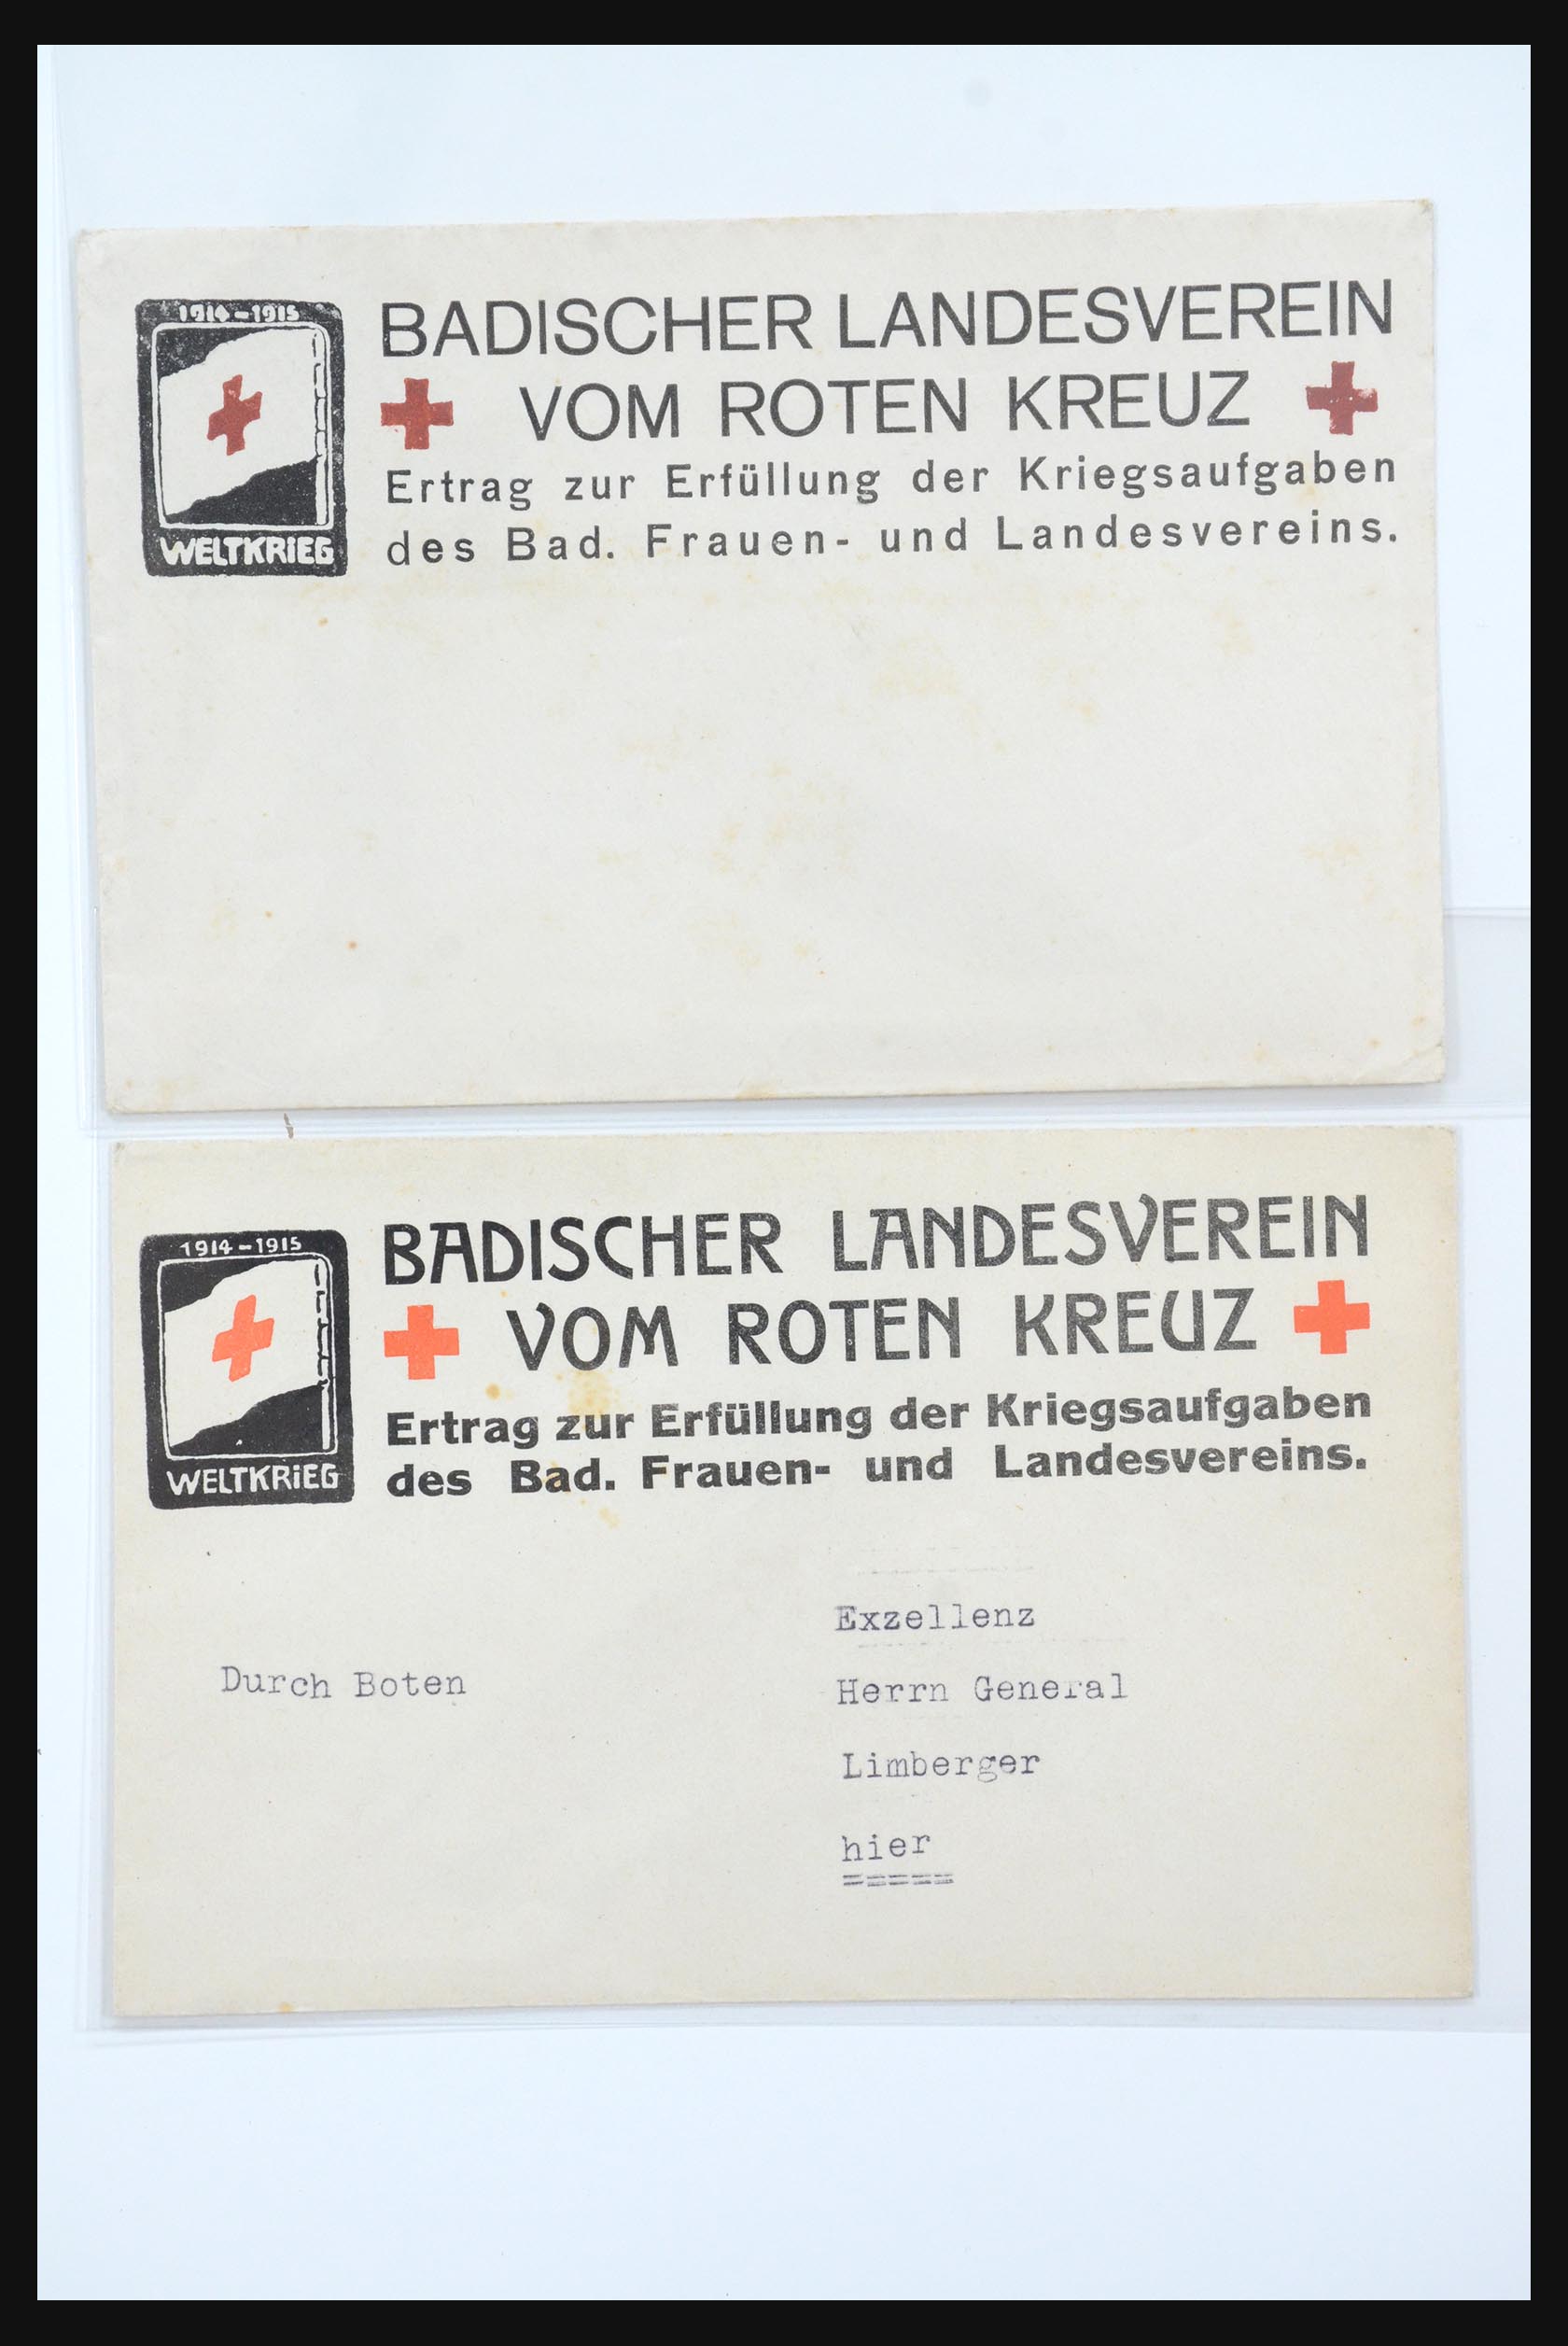 1914-1915
WELTKRIEG
BADISCHER LANDESVEREIN
VOM ROTEN KREUZ
Ertrag zur Erfüllung der Kriegsaufgaben
des Bad. Frauen- und Landesvereins.
1914-1915
WELTKRIEG
BADISCHER LANDESVEREIN
VOM ROTEN KREUZ
Ertrag zur Erfüllung der Kriegsaufgaben
des Bad. Frauen- und Landesvereins.
Durch Boten
Exzellenz
Herrn General
Limberger
hier
=====